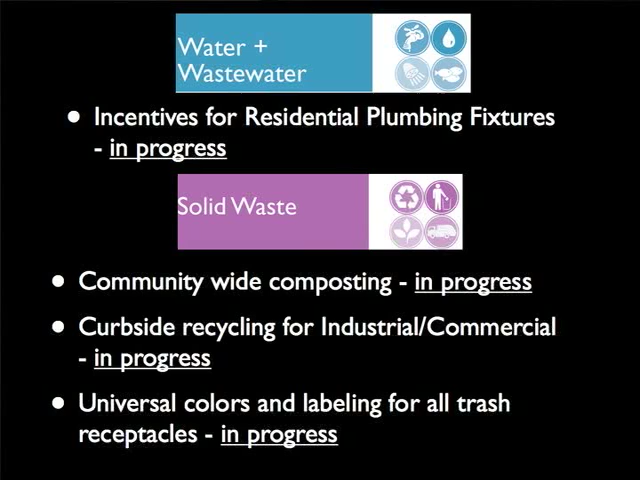 Water +
Wastewater
• Incentives for Residential Plumbing Fixtures
- in progress
Solid Waste
• Community wide composting - in progress
• Curbside recycling for Industrial/Commercial
- in progress
• Universal colors and labeling for all trash
receptacles - in progress